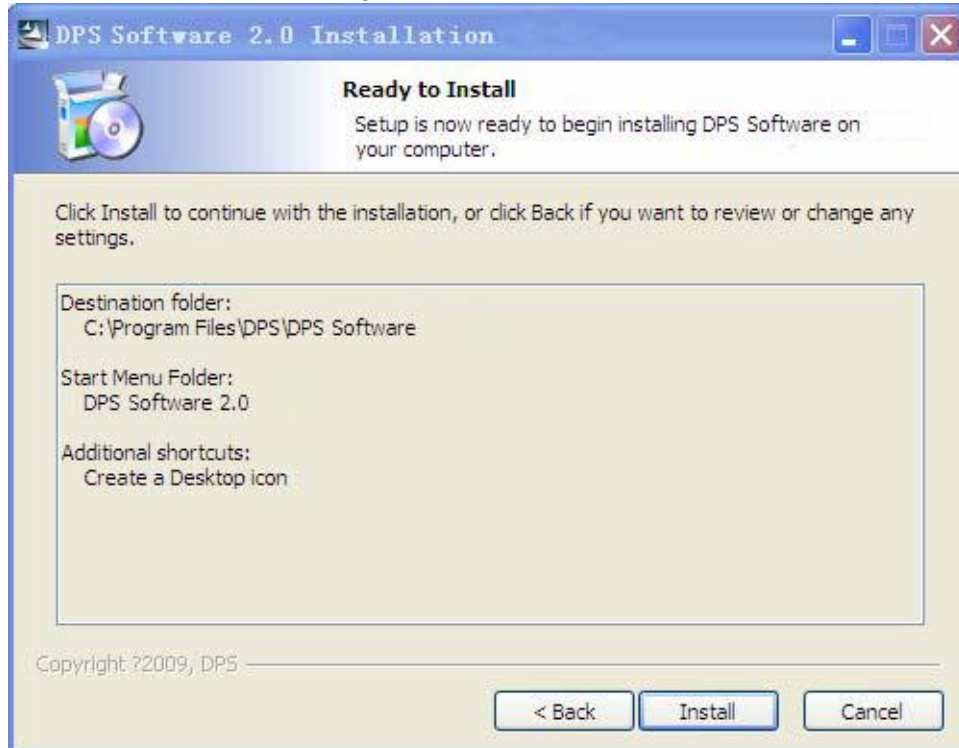 DPS Software 2.0 Installation
Ready to Install
Setup is now ready to begin installing DPS Software on
your computer.
Click Install to continue with the installation, or click Back if you want to review or change any
settings.
Destination folder:
C:\Program Files\DPS\DPS Software
Start Menu Folder:
DPS Software 2.0
Additional shortcuts:
Create a Desktop icon
Copyright ?2009, DPS
< Back Install Cancel